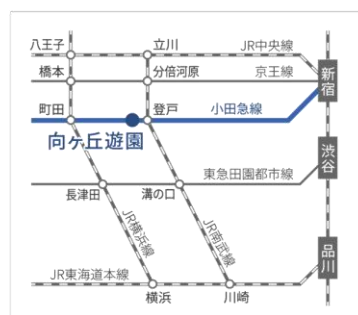 八王子
立川
JR中央線
橋本
分倍河原
京王線
新宿
町田
登戸
小田急線
向ヶ丘遊園
渋谷
東急田園都市線
長津田
溝の口
JR横浜線
JR南武線
品川
JR東海道本線
横浜
川崎